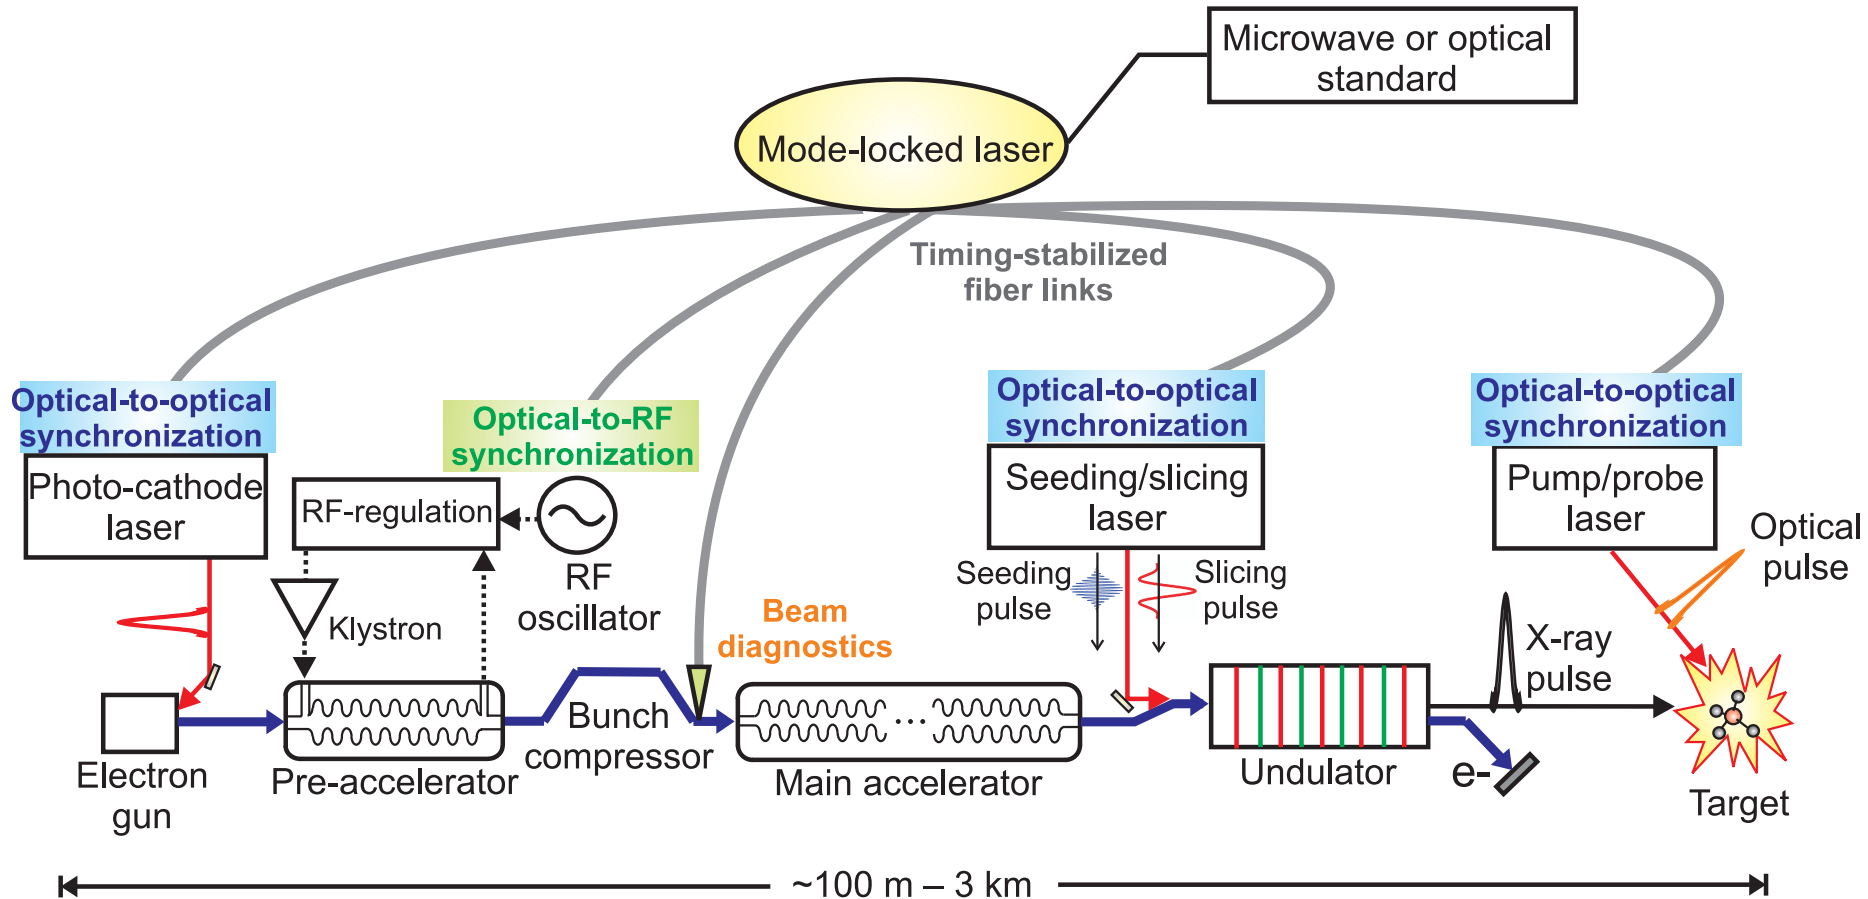 Microwave or optical
standard
Mode-locked laser
Timing-stabilized
fiber links
Optical-to-optical
synchronization
Photo-cathode
laser
Optical-to-RF
synchronization
RF-regulation
RF
oscillator
Klystron
Optical-to-optical
synchronization
Seeding/slicing
laser
Seeding
pulse
Slicing
pulse
Optical-to-optical
synchronization
Pump/probe
laser
Optical
pulse
Beam
diagnostics
X-ray
pulse
Electron
gun
Pre-accelerator
Bunch
compressor
...
Main accelerator
Undulator
e-
Target
~100 m – 3 km